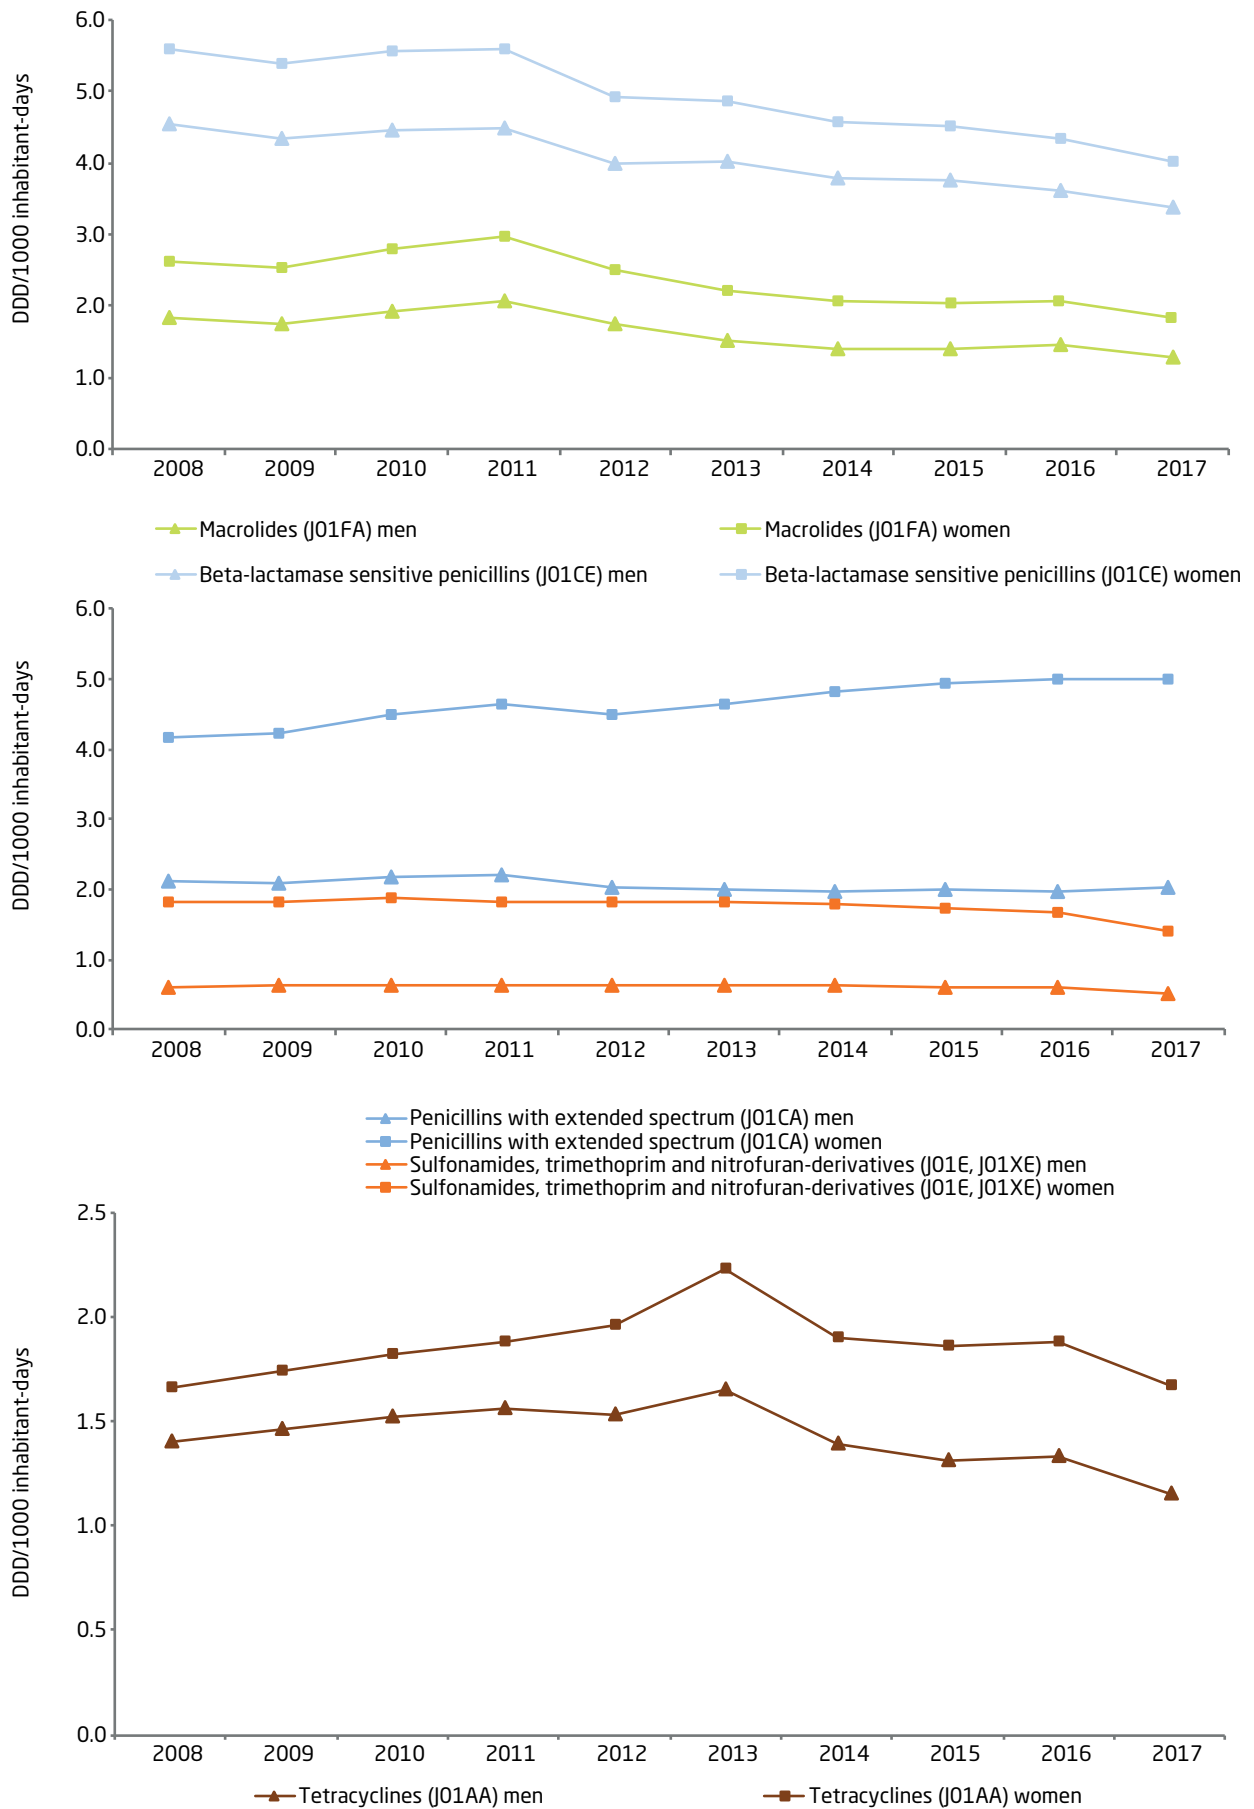 6.0
5.0
4.0
3.0
2.0
1.0
0.0
DDD/1000 inhabitant-days
2008 2009 2010 2011 2012 2013 2014 2015 2016 2017
Macrolides (J01FA) men
Macrolides (J01FA) women
Beta-lactamase sensitive penicillins (J01CE) men
Beta-lactamase sensitive penicillins (J01CE) women
6.0
5.0
4.0
3.0
2.0
1.0
0.0
DDD/1000 inhabitant-days
2008 2009 2010 2011 2012 2013 2014 2015 2016 2017
Penicillins with extended spectrum (J01CA) men
Penicillins with extended spectrum (J01CA) women
Sulfonamides, trimethoprim and nitrofuran-derivatives (J01E, J01XE) men
Sulfonamides, trimethoprim and nitrofuran-derivatives (J01E, J01XE) women
2.5
2.0
1.5
1.0
0.5
0.0
DDD/1000 inhabitant-days
2008 2009 2010 2011 2012 2013 2014 2015 2016 2017
Tetracyclines (J01AA) men
Tetracyclines (J01AA) women